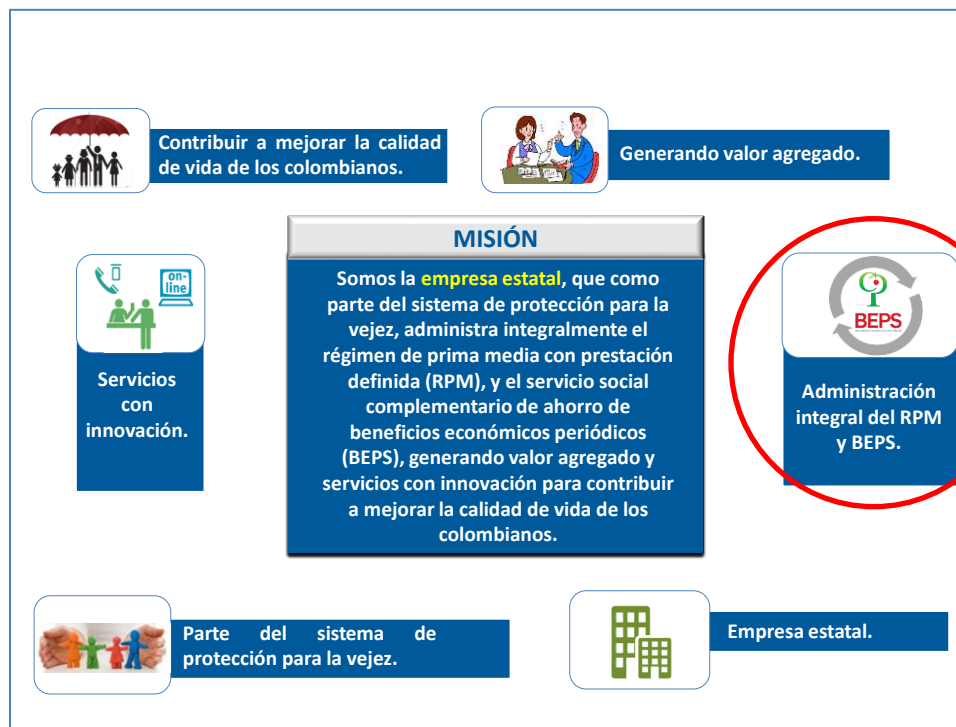 Contribuir a mejorar la calidad
de vida de los colombianos.
Generando valor agregado.
MISIÓN
Somos la empresa estatal, que como
parte del sistema de protección para la
vejez, administra integralmente el
régimen de prima media con prestación
definida (RPM), y el servicio social
complementario de ahorro de
beneficios económicos periódicos
(BEPS), generando valor agregado y
servicios con innovación para contribuir
a mejorar la calidad de vida de los
colombianos.
on-
line
Servicios
con
innovación.
BEPS
Administración
integral del RPM
y BEPS.
Parte del sistema de
protección para la vejez.
Empresa estatal.